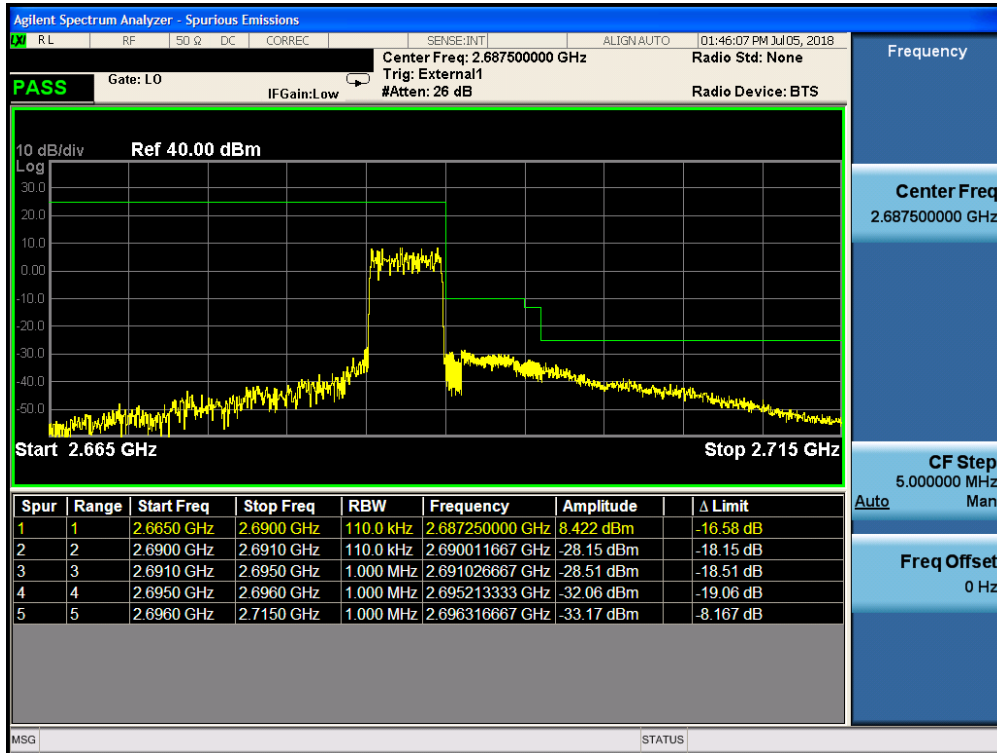 Agilent Spectrum Analyzer - Spurious Emissions
LXI RL RF 50 Ω DC CORREC SENSE:INT ALIGN AUTO 01:46:07 PM Jul 05, 2018
Center Freq: 2.687500000 GHz Radio Std: None
PASS Gate: LO Trig: External1
IFGain:Low #Atten: 26 dB Radio Device: BTS
10 dB/div Ref 40.00 dBm
Log
30.0
20.0
10.0
0.00
-10.0
-20.0
-30.0
-40.0
-50.0
Start 2.665 GHz Stop 2.715 GHz
Spur Range Start Freq Stop Freq RBW Frequency Amplitude Δ Limit
1 1 2.6650 GHz 2.6900 GHz 110.0 kHz 2.687250000 GHz 8.422 dBm -16.58 dB
2 2 2.6900 GHz 2.6910 GHz 110.0 kHz 2.690011667 GHz -28.15 dBm -18.15 dB
3 3 2.6910 GHz 2.6950 GHz 1.000 MHz 2.691026667 GHz -28.51 dBm -18.51 dB
4 4 2.6950 GHz 2.6960 GHz 1.000 MHz 2.695213333 GHz -32.06 dBm -19.06 dB
5 5 2.6960 GHz 2.7150 GHz 1.000 MHz 2.696316667 GHz -33.17 dBm -8.167 dB
MSG STATUS
Frequency
Center Freq
2.687500000 GHz
CF Step
5.000000 MHz
Auto Man
Freq Offset
0 Hz